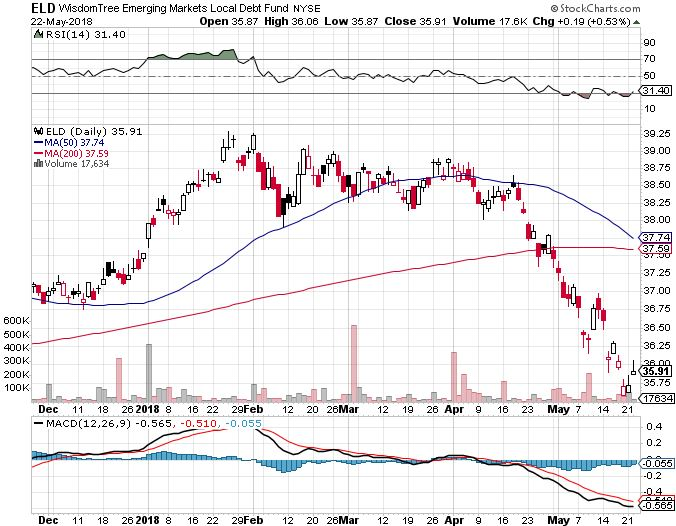 ELD WisdomTree Emerging Markets Local Debt Fund NYSE © StockCharts.com
22-May-2018 Open 35.87 High 36.06 Low 35.87 Close 35.91 Volume 17.6K Chg +0.19 (+0.53%)
RSI(14) 31.40
90
70
50
31.40
10
ELD (Daily) 35.91
MA(50) 37.74
MA(200) 37.59
Volume 17,634
39.25
39.00
38.75
38.50
38.25
38.00
37.74
37.59
37.50
37.25
37.00
36.75
36.50
36.25
36.00
35.91
35.75
600K
500K
400K
300K
200K
100K
17634
Dec 11 18 26 2018 8 16 22 29 Feb 12 20 26 Mar 12 19 26 Apr 9 16 23 May 7 14 21
MACD(12,26,9) -0.565, -0.510, -0.055
0.4
0.2
0.0
-0.055
-0.2
-0.4
-0.510
-0.565
Dec 11 18 26 2018 8 16 22 29 Feb 12 20 26 Mar 12 19 26 Apr 9 16 23 May 7 14 21